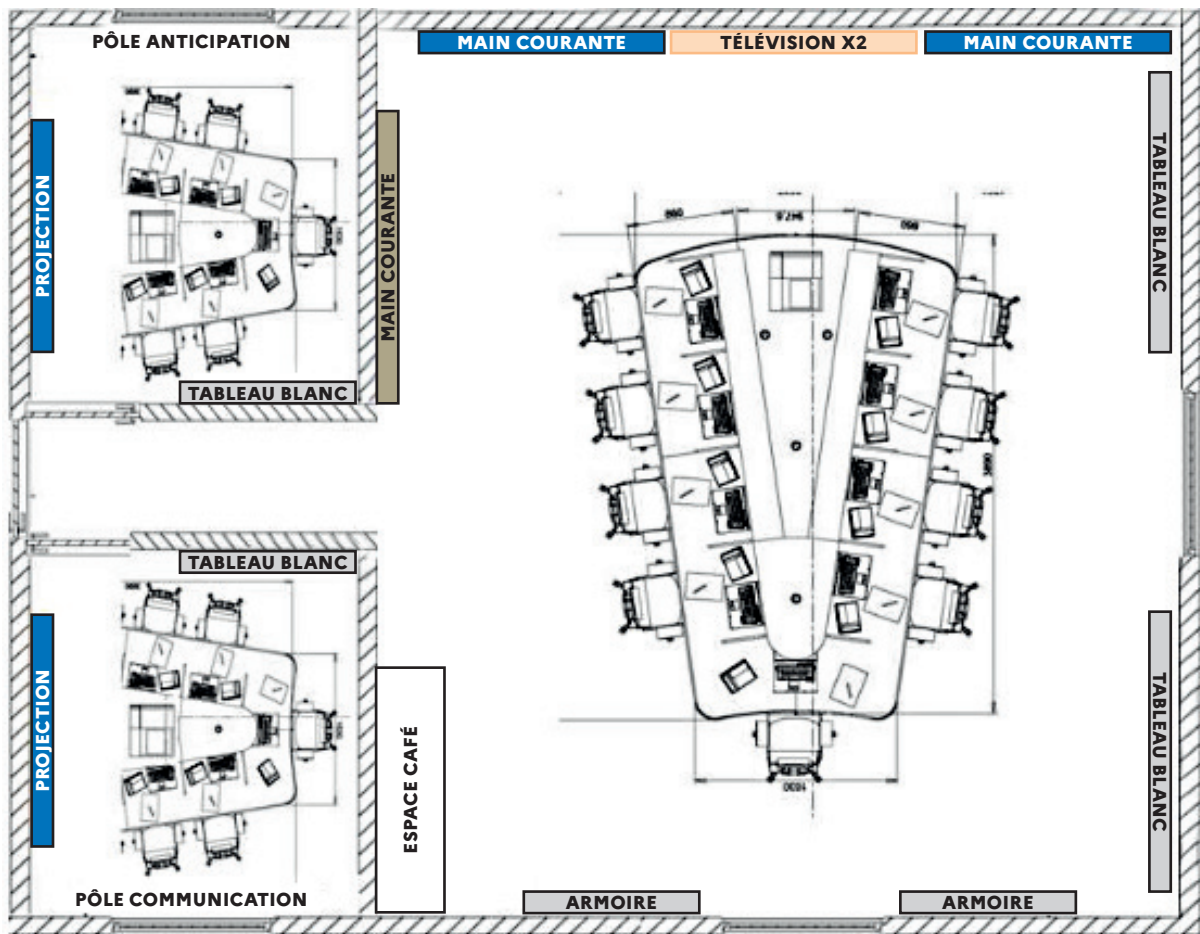 PÔLE ANTICIPATION
MAIN COURANTE
TÉLÉVISION X2
MAIN COURANTE
PROJECTION
MAIN COURANTE
TABLEAU BLANC
TABLEAU BLANC
TABLEAU BLANC
PROJECTION
ESPACE CAFÉ
TABLEAU BLANC
PÔLE COMMUNICATION
ARMOIRE
ARMOIRE